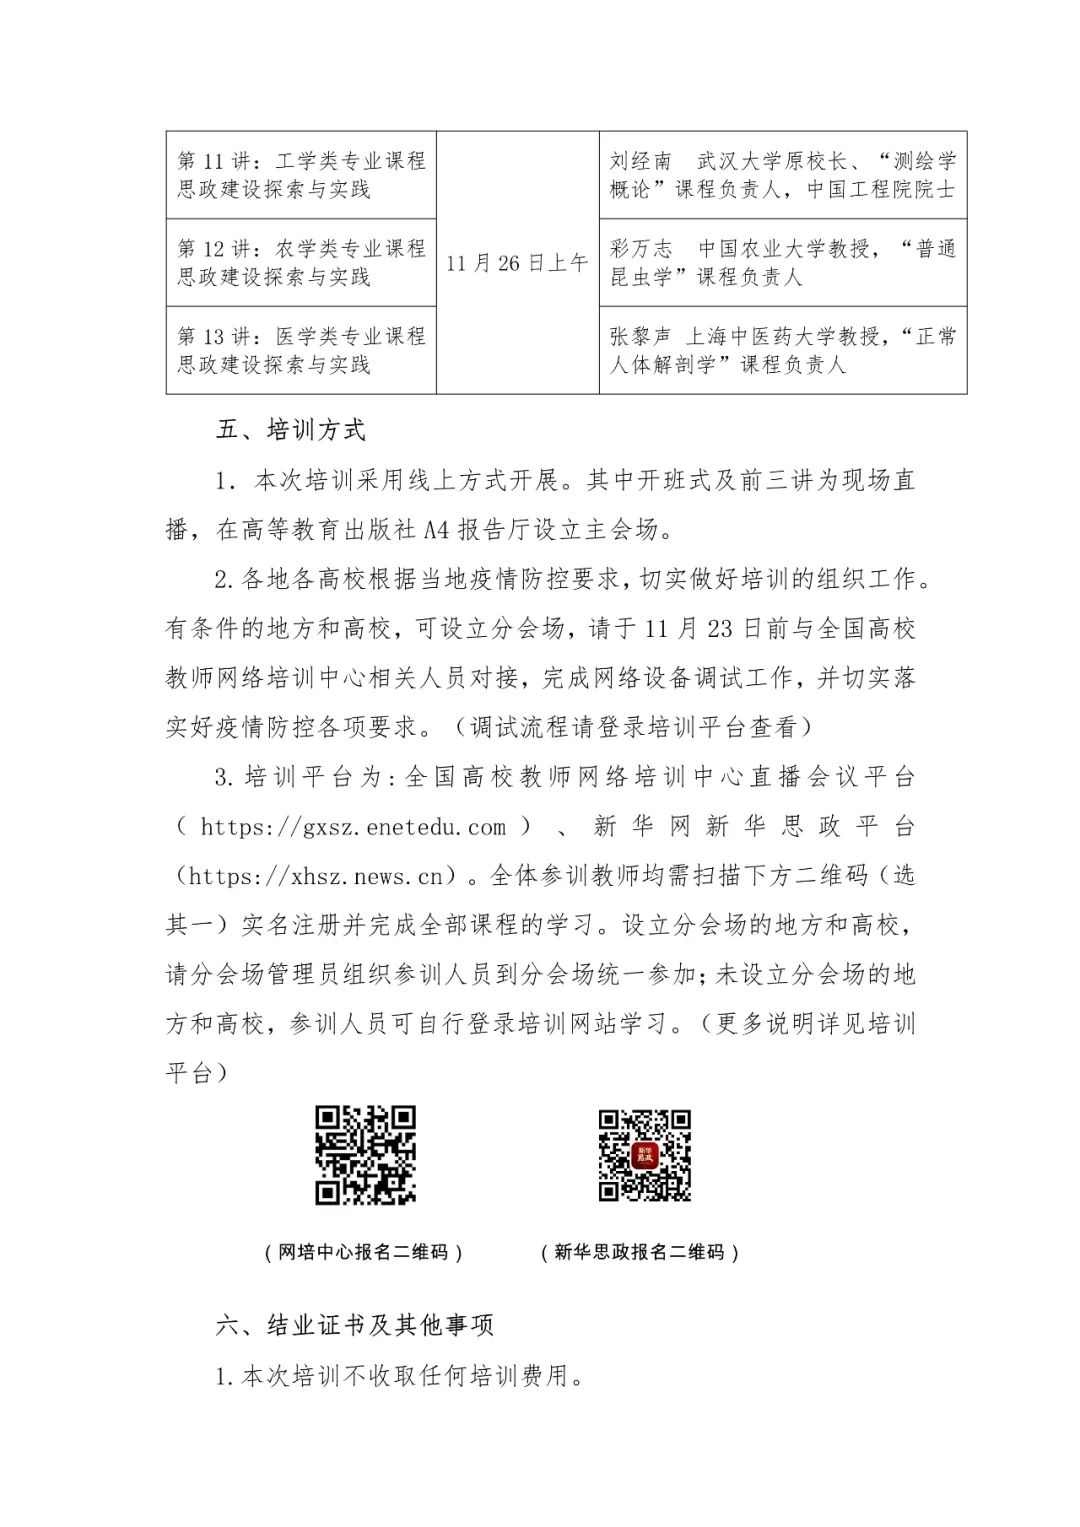 第 11 讲：工学类专业课程
思政建设探索与实践
刘经南　武汉大学原校长、“测绘学
概论”课程负责人，中国工程院院士
第 12 讲：农学类专业课程
思政建设探索与实践
11 月 26 日上午
彩万志　中国农业大学教授，“普通
昆虫学”课程负责人
第 13 讲：医学类专业课程
思政建设探索与实践
张黎声 上海中医药大学教授，“正常
人体解剖学”课程负责人
五、培训方式
1. 本次培训采用线上方式开展。其中开班式及前三讲为现场直
播，在高等教育出版社 A4 报告厅设立主会场。
2.各地各高校根据当地疫情防控要求，切实做好培训的组织工作。
有条件的地方和高校，可设立分会场，请于 11 月 23 日前与全国高校
教师网络培训中心相关人员对接，完成网络设备调试工作，并切实落
实好疫情防控各项要求。（调试流程请登录培训平台查看）
3.培训平台为:全国高校教师网络培训中心直播会议平台
（https://gxsz.enetedu.com）、新华网新华思政平台
（https://xhsz.news.cn）。全体参训教师均需扫描下方二维码（选
其一）实名注册并完成全部课程的学习。设立分会场的地方和高校，
请分会场管理员组织参训人员到分会场统一参加;未设立分会场的地
方和高校，参训人员可自行登录培训网站学习。（更多说明详见培训
平台）
新华
思政
（网培中心报名二维码）
（新华思政报名二维码）
六、结业证书及其他事项
1.本次培训不收取任何培训费用。